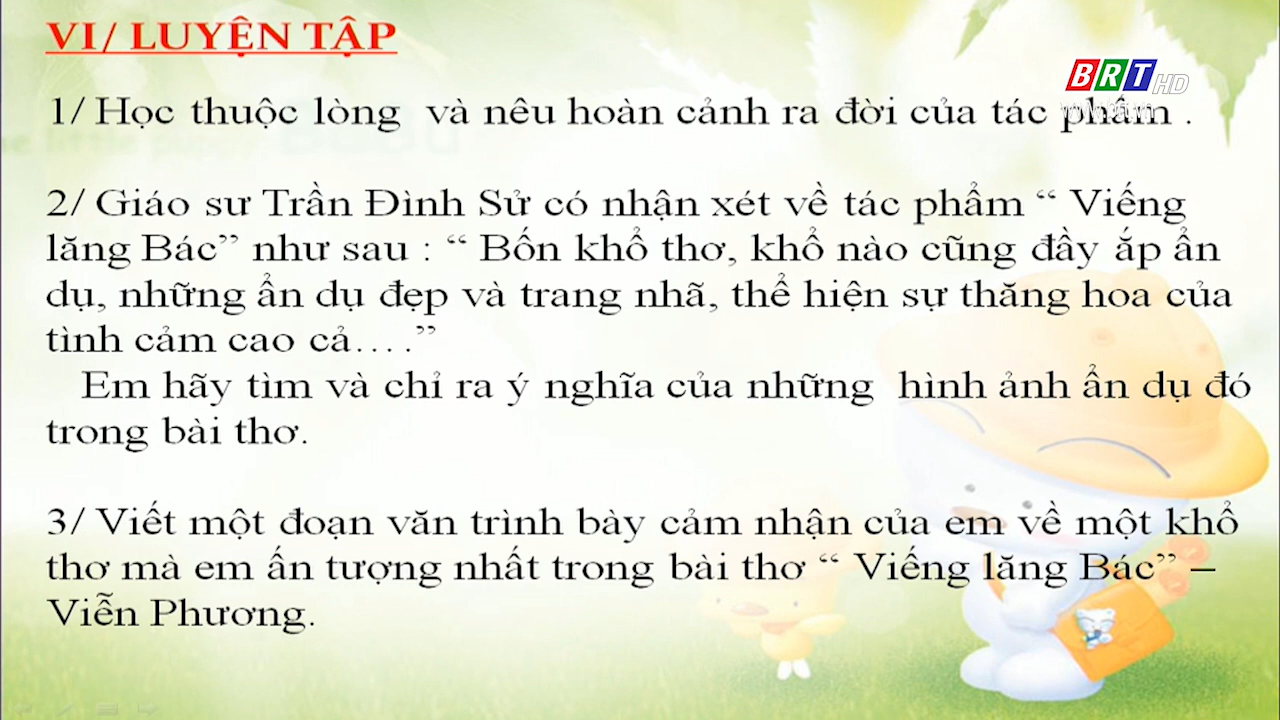 VI/ LUYỆN TẬP
BRT HD
1/ Học thuộc lòng và nêu hoàn cảnh ra đời của tác phẩm .
2/ Giáo sư Trần Đình Sử có nhận xét về tác phẩm “ Viếng
lăng Bác” như sau : “ Bốn khổ thơ, khổ nào cũng đầy ắp ẩn
dụ, những ẩn dụ đẹp và trang nhã, thể hiện sự thăng hoa của
tình cảm cao cả….”
Em hãy tìm và chỉ ra ý nghĩa của những hình ảnh ẩn dụ đó
trong bài thơ.
3/ Viết một đoạn văn trình bày cảm nhận của em về một khổ
thơ mà em ấn tượng nhất trong bài thơ “ Viếng lăng Bác” –
Viễn Phương.